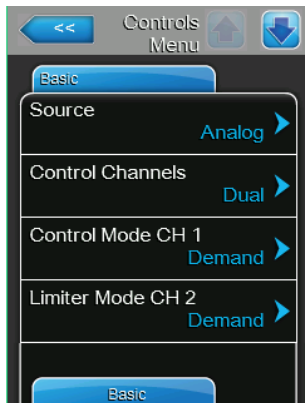 << Controls
Menu
Basic
Source
Analog
Control Channels
Dual
Control Mode CH 1
Demand
Limiter Mode CH 2
Demand
Basic